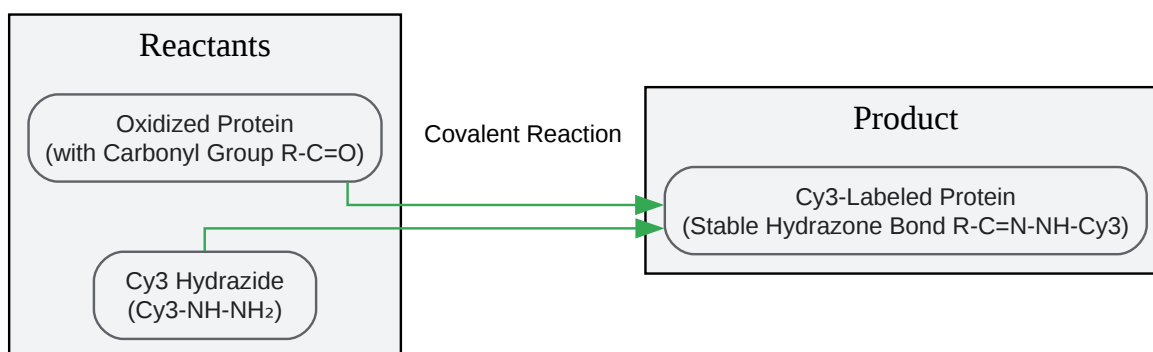 Reactants
Oxidized Protein
(with Carbonyl Group R-C=O)
Cy3 Hydrazide
(Cy3-NH-NH₂)
Covalent Reaction
Product
Cy3-Labeled Protein
(Stable Hydrazone Bond R-C=N-NH-Cy3)